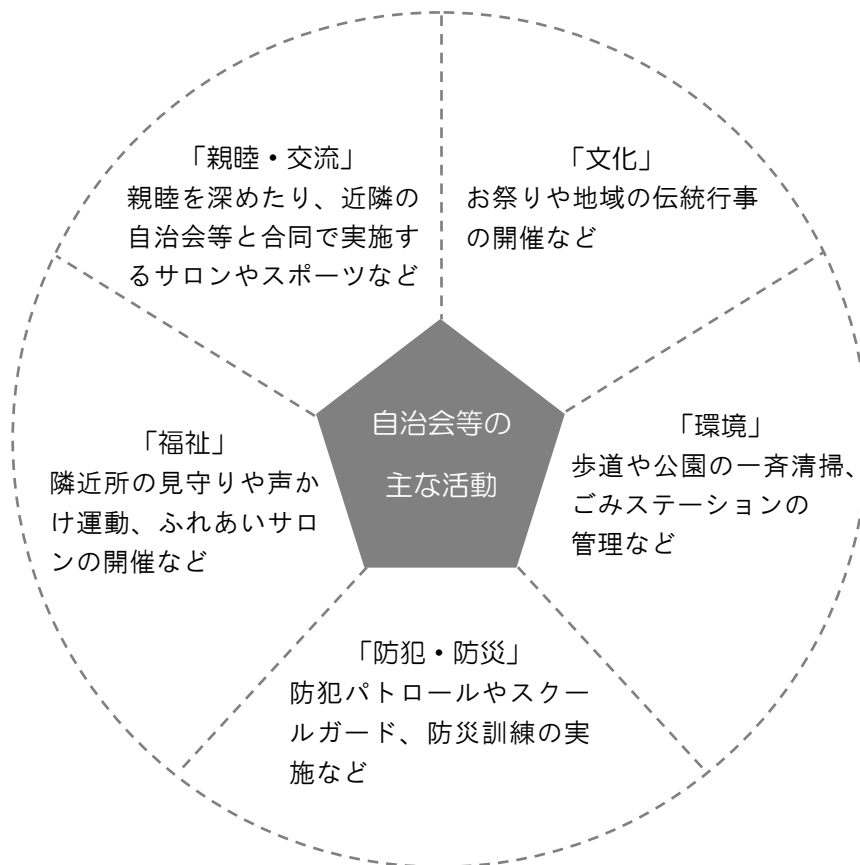 「親睦・交流」
親睦を深めたり、近隣の
自治会等と合同で実施す
るサロンやスポーツなど
「文化」
お祭りや地域の伝統行事
の開催など
自治会等の
主な活動
「福祉」
隣近所の見守りや声か
け運動、ふれあいサロ
ンの開催など
「環境」
歩道や公園の一斉清掃、
ごみステーションの
管理など
「防犯・防災」
防犯パトロールやスクー
ルガード、防災訓練の実
施など